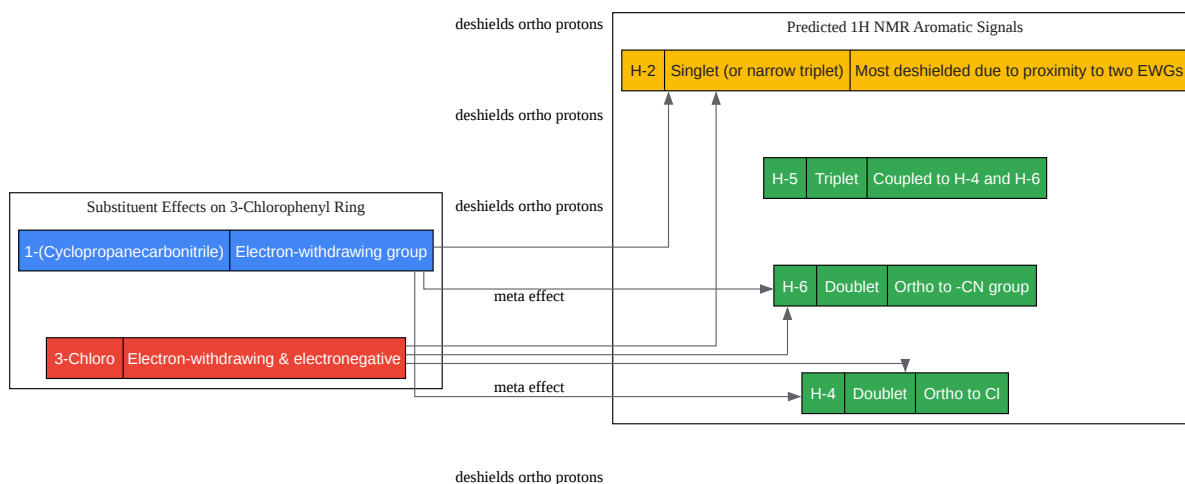 deshields ortho protons
Predicted 1H NMR Aromatic Signals
H-2 Singlet (or narrow triplet) Most deshielded due to proximity to two EWGs
deshields ortho protons
H-5 Triplet Coupled to H-4 and H-6
Substituent Effects on 3-Chlorophenyl Ring
deshields ortho protons
1-(Cyclopropanecarbonitrile) Electron-withdrawing group
H-6 Doublet Ortho to -CN group
meta effect
3-Chloro Electron-withdrawing & electronegative
meta effect
H-4 Doublet Ortho to Cl
deshields ortho protons